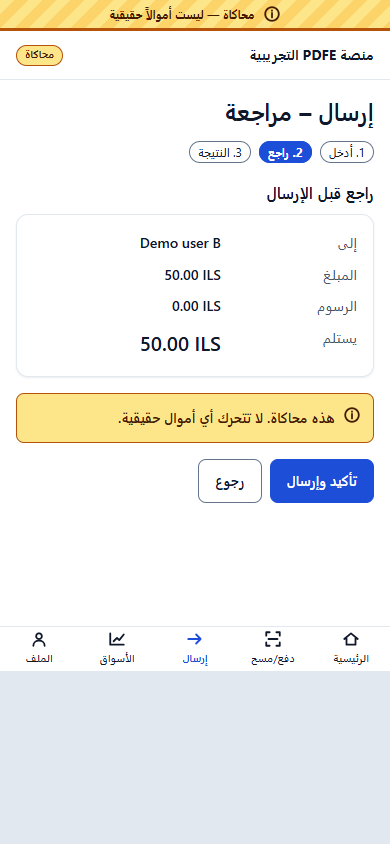 محاكاة — ليست أموالاً حقيقية
منصة PDFE التجريبية
محاكاة
إرسال – مراجعة
1. أدخل
2. راجع
3. النتيجة
راجع قبل الإرسال
إلى Demo user B
المبلغ 50.00 ILS
الرسوم 0.00 ILS
يستلم 50.00 ILS
هذه محاكاة. لا تتحرك أي أموال حقيقية.
تأكيد وإرسال
رجوع
الرئيسية
دفع/مسح
إرسال
الأسواق
الملف